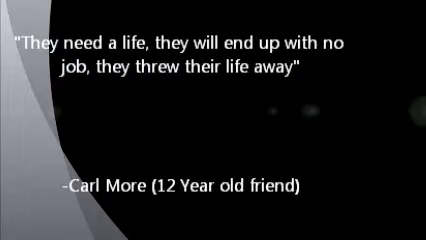 "They need a life, they will end up with no
job, they threw their life away"
-Carl More (12 Year old friend)